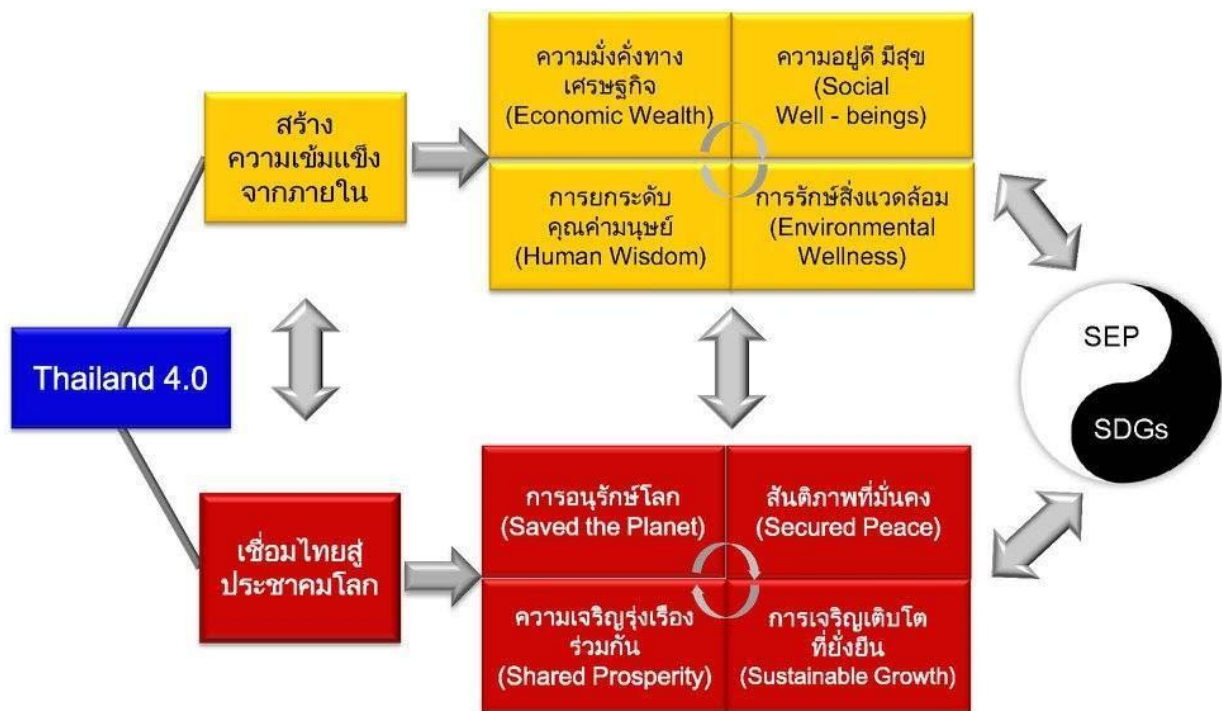 ความมั่งคั่งทาง
เศรษฐกิจ
(Economic Wealth)
ความอยู่ดี มีสุข
(Social
Well - beings)
สร้าง
ความเข้มแข็ง
จากภายใน
การยกระดับ
คุณค่ามนุษย์
(Human Wisdom)
การรักษ์สิ่งแวดล้อม
(Environmental
Wellness)
Thailand 4.0
SEP
SDGs
เชื่อมไทยสู่
ประชาคมโลก
การอนุรักษ์โลก
(Saved the Planet)
สันติภาพที่มั่นคง
(Secured Peace)
ความเจริญรุ่งเรือง
ร่วมกัน
(Shared Prosperity)
การเจริญเติบโต
ที่ยั่งยืน
(Sustainable Growth)